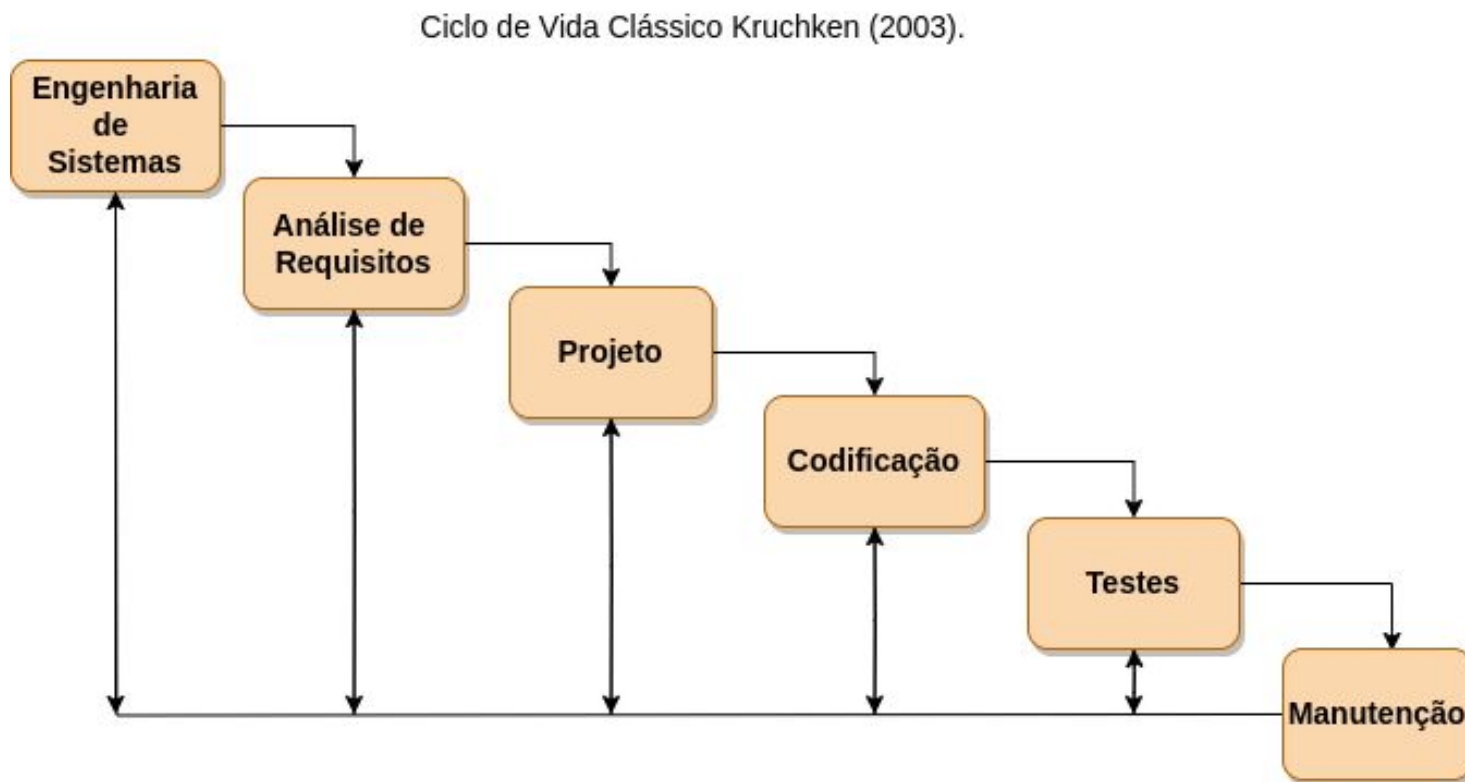 Ciclo de Vida Clássico Kruchken (2003).
Engenharia
de
Sistemas
Análise de
Requisitos
Projeto
Codificação
Testes
Manutenção